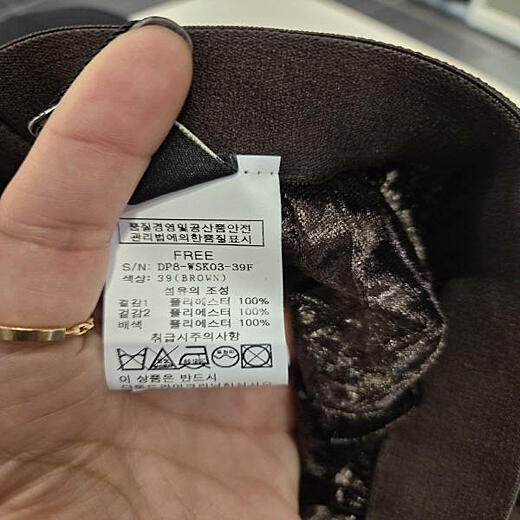 품질경영및공산품안전
관리법에의한품질표시
FREE
S/N: DP8-WSK03-39F
색상: 39(BROWN)
섬유의 조성
겉감1 폴리에스터 100%
겉감2 폴리에스터 100%
배색 폴리에스터 100%
취급시주의사항
이 상품은 반드시